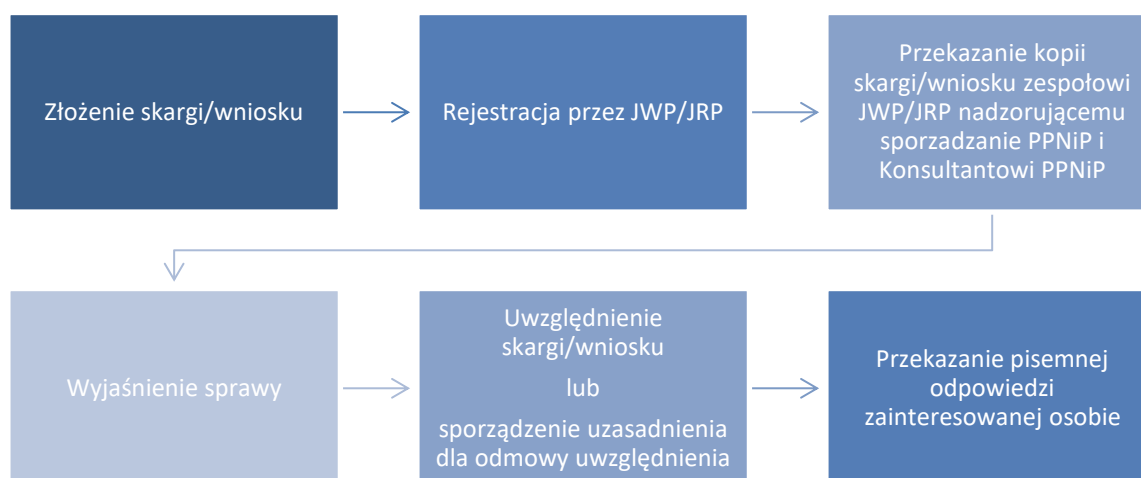 Złożenie skargi/wniosku
Rejestracja przez JWP/JRP
Przekazanie kopii
skargi/wniosku zespołowi
JWP/JRP nadzorującemu
sporzadzanie PPNiP i
Konsultantowi PPNiP
Wyjaśnienie sprawy
Uwzględnienie
skargi/wniosku
lub
sporządzenie uzasadnienia
dla odmowy uwzględnienia
Przekazanie pisemnej
odpowiedzi
zainteresowanej osobie